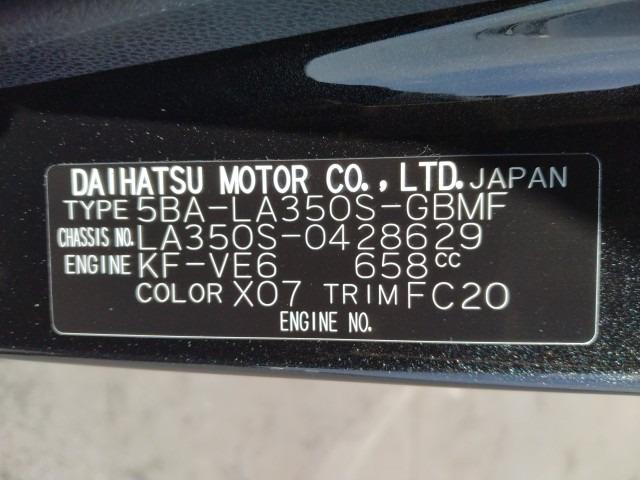 DAIHATSU MOTOR CO., LTD. JAPAN
TYPE 5BA-LA350S-GBMF
CHASSIS NO. LA350S-0428629
ENGINE KF-VE6 658cc
COLOR X07 TRIM FC20
ENGINE NO.